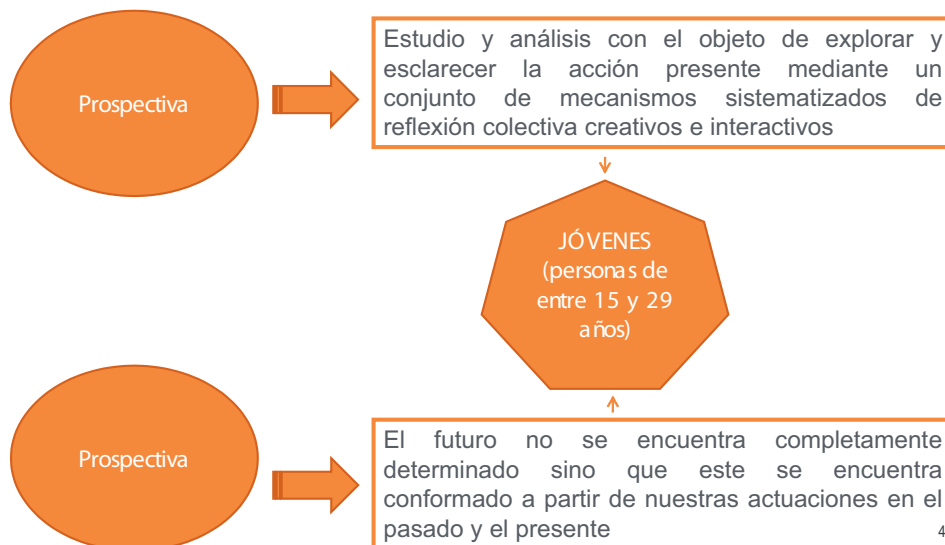 Prospectiva
Estudio y análisis con el objeto de explorar y
esclarecer la acción presente mediante un
conjunto de mecanismos sistematizados de
reflexión colectiva creativos e interactivos
JÓVENES
(personas de
entre 15 y 29
años)
Prospectiva
El futuro no se encuentra completamente
determinado sino que este se encuentra
conformado a partir de nuestras actuaciones en el
pasado y el presente
4